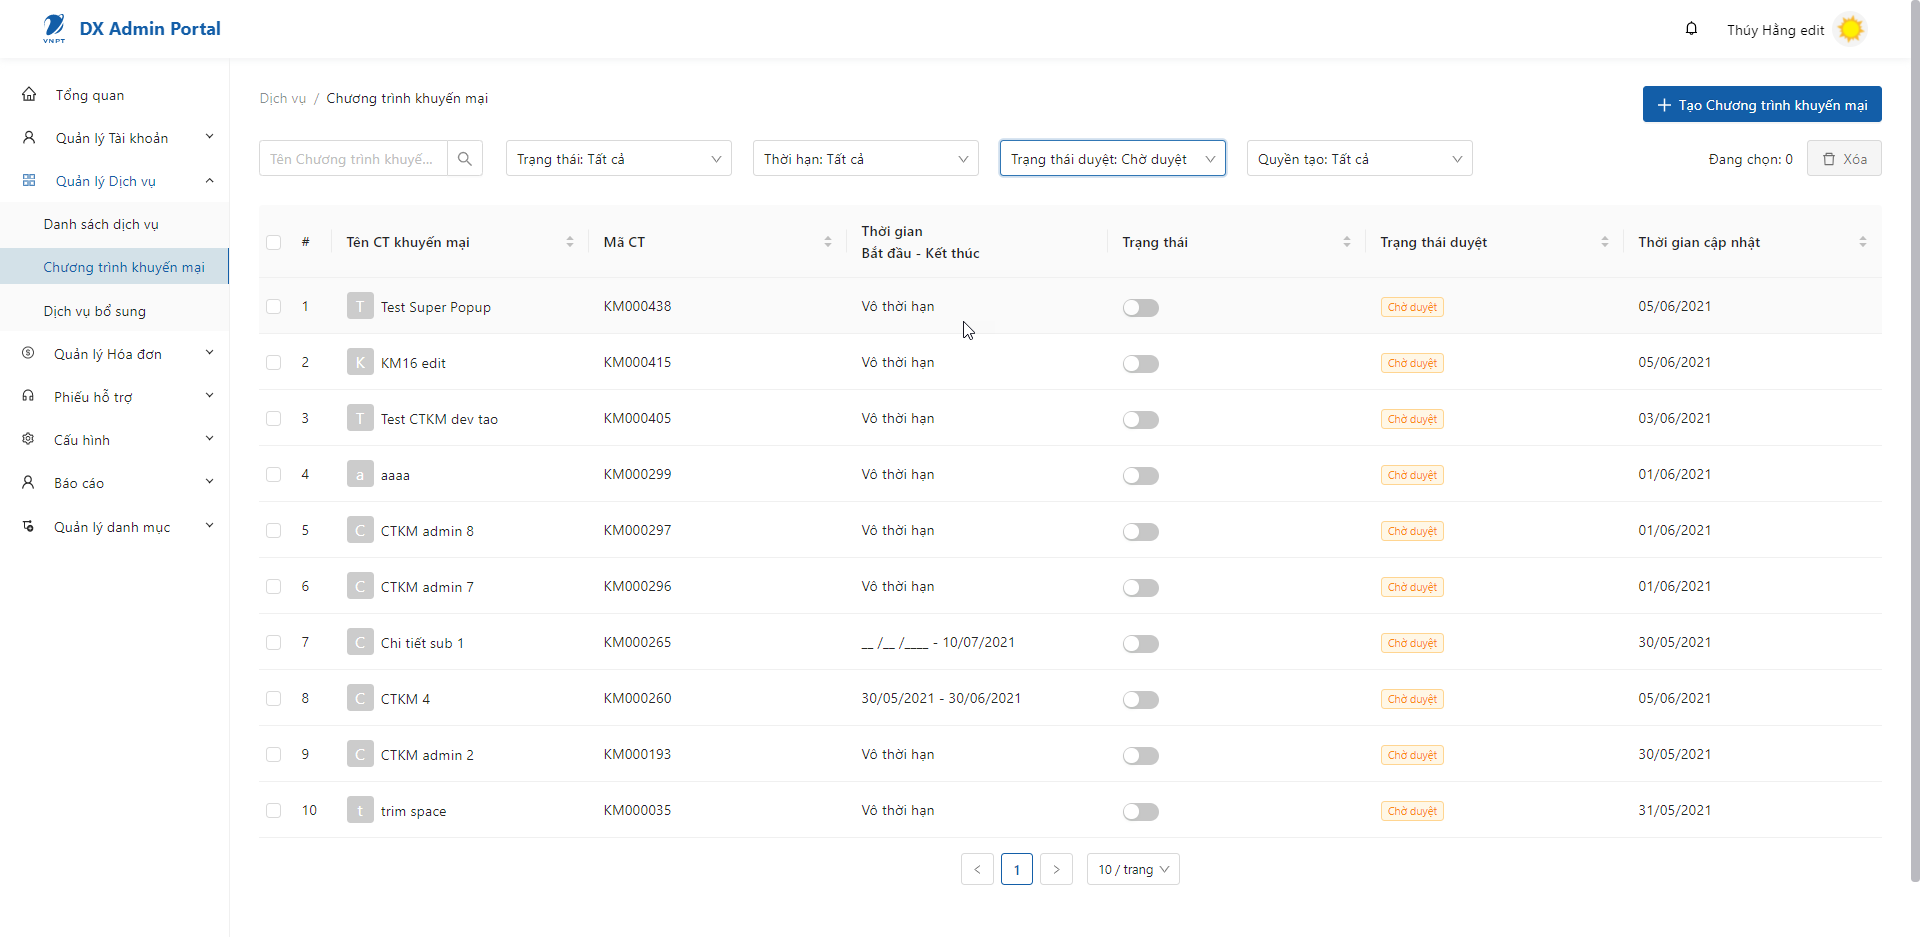 VNPT
DX Admin Portal
Thúy Hằng edit
Tổng quan
Quản lý Tài khoản
Quản lý Dịch vụ
Danh sách dịch vụ
Chương trình khuyến mại
Dịch vụ bổ sung
Quản lý Hóa đơn
Phiếu hỗ trợ
Cấu hình
Báo cáo
Quản lý danh mục
Dịch vụ / Chương trình khuyến mại
+ Tạo Chương trình khuyến mại
Tên Chương trình khuyế...
Trạng thái: Tất cả
Thời hạn: Tất cả
Trạng thái duyệt: Chờ duyệt
Quyền tạo: Tất cả
Đang chọn: 0
Xóa
# Tên CT khuyến mại Mã CT Thời gian Bắt đầu - Kết thúc Trạng thái Trạng thái duyệt Thời gian cập nhật
1 T Test Super Popup KM000438 Vô thời hạn Chờ duyệt 05/06/2021
2 K KM16 edit KM000415 Vô thời hạn Chờ duyệt 05/06/2021
3 T Test CTKM dev tao KM000405 Vô thời hạn Chờ duyệt 03/06/2021
4 a aaaa KM000299 Vô thời hạn Chờ duyệt 01/06/2021
5 C CTKM admin 8 KM000297 Vô thời hạn Chờ duyệt 01/06/2021
6 C CTKM admin 7 KM000296 Vô thời hạn Chờ duyệt 01/06/2021
7 C Chi tiết sub 1 KM000265 __ /__ /____ - 10/07/2021 Chờ duyệt 30/05/2021
8 C CTKM 4 KM000260 30/05/2021 - 30/06/2021 Chờ duyệt 05/06/2021
9 C CTKM admin 2 KM000193 Vô thời hạn Chờ duyệt 30/05/2021
10 t trim space KM000035 Vô thời hạn Chờ duyệt 31/05/2021
< 1 > 10 / trang